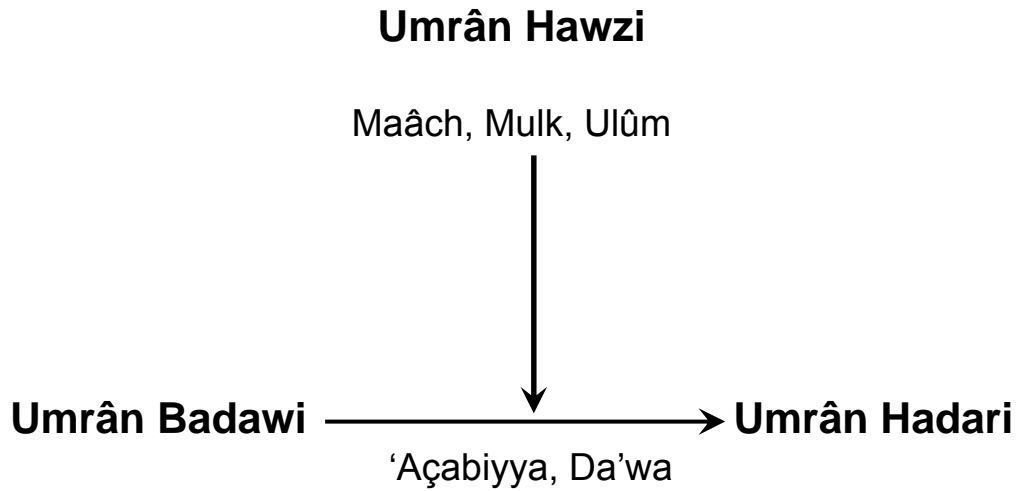 Umrân Hawzi
Maâch, Mulk, Ulûm
Umrân Badawi
Umrân Hadari
‘Açabiyya, Da’wa